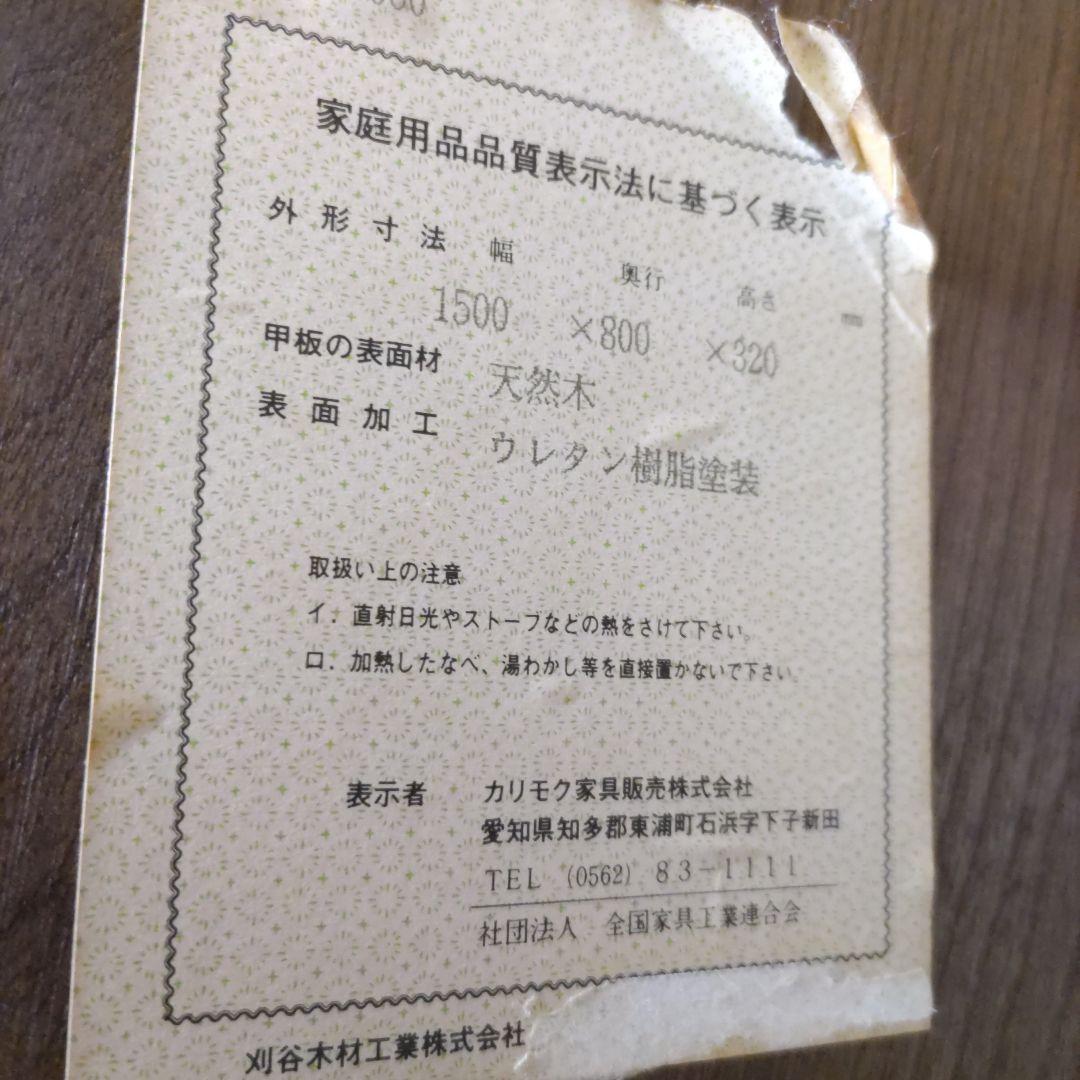 家庭用品品質表示法に基づく表示
外形寸法 幅 奥行 高さ mm
1500 ×800 ×320
甲板の表面材 天然木
表面加工 ウレタン樹脂塗装
取扱い上の注意
イ. 直射日光やストーブなどの熱をさけて下さい。
ロ. 加熱したなべ、湯わかし等を直接置かないで下さい。
表示者 カリモク家具販売株式会社
愛知県知多郡東浦町石浜字下子新田
TEL (0562) 83-1111
社団法人 全国家具工業連合会
刈谷木材工業株式会社